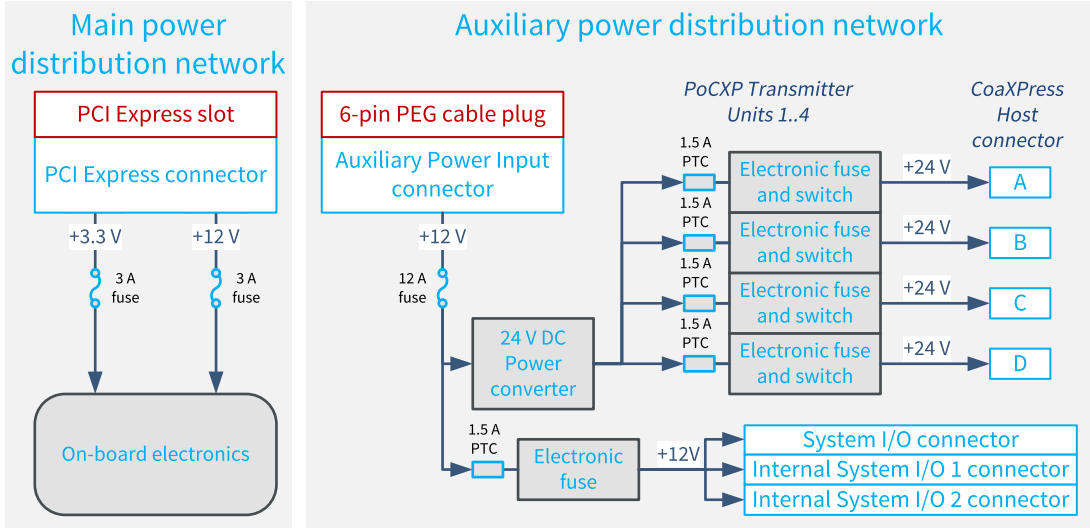 Main power
distribution network
PCI Express slot
PCI Express connector
+3.3 V
+12 V
3 A
fuse
3 A
fuse
On-board electronics
Auxiliary power distribution network
6-pin PEG cable plug
Auxiliary Power Input
connector
+12 V
12 A
fuse
24 V DC
Power
converter
PoCXP Transmitter
Units 1..4
CoaXPress
Host
connector
1.5 A
PTC
Electronic fuse
and switch
+24 V
A
1.5 A
PTC
Electronic fuse
and switch
+24 V
B
1.5 A
PTC
Electronic fuse
and switch
+24 V
C
1.5 A
PTC
Electronic fuse
and switch
+24 V
D
1.5 A
PTC
Electronic
fuse
+12V
System I/O connector
Internal System I/O 1 connector
Internal System I/O 2 connector